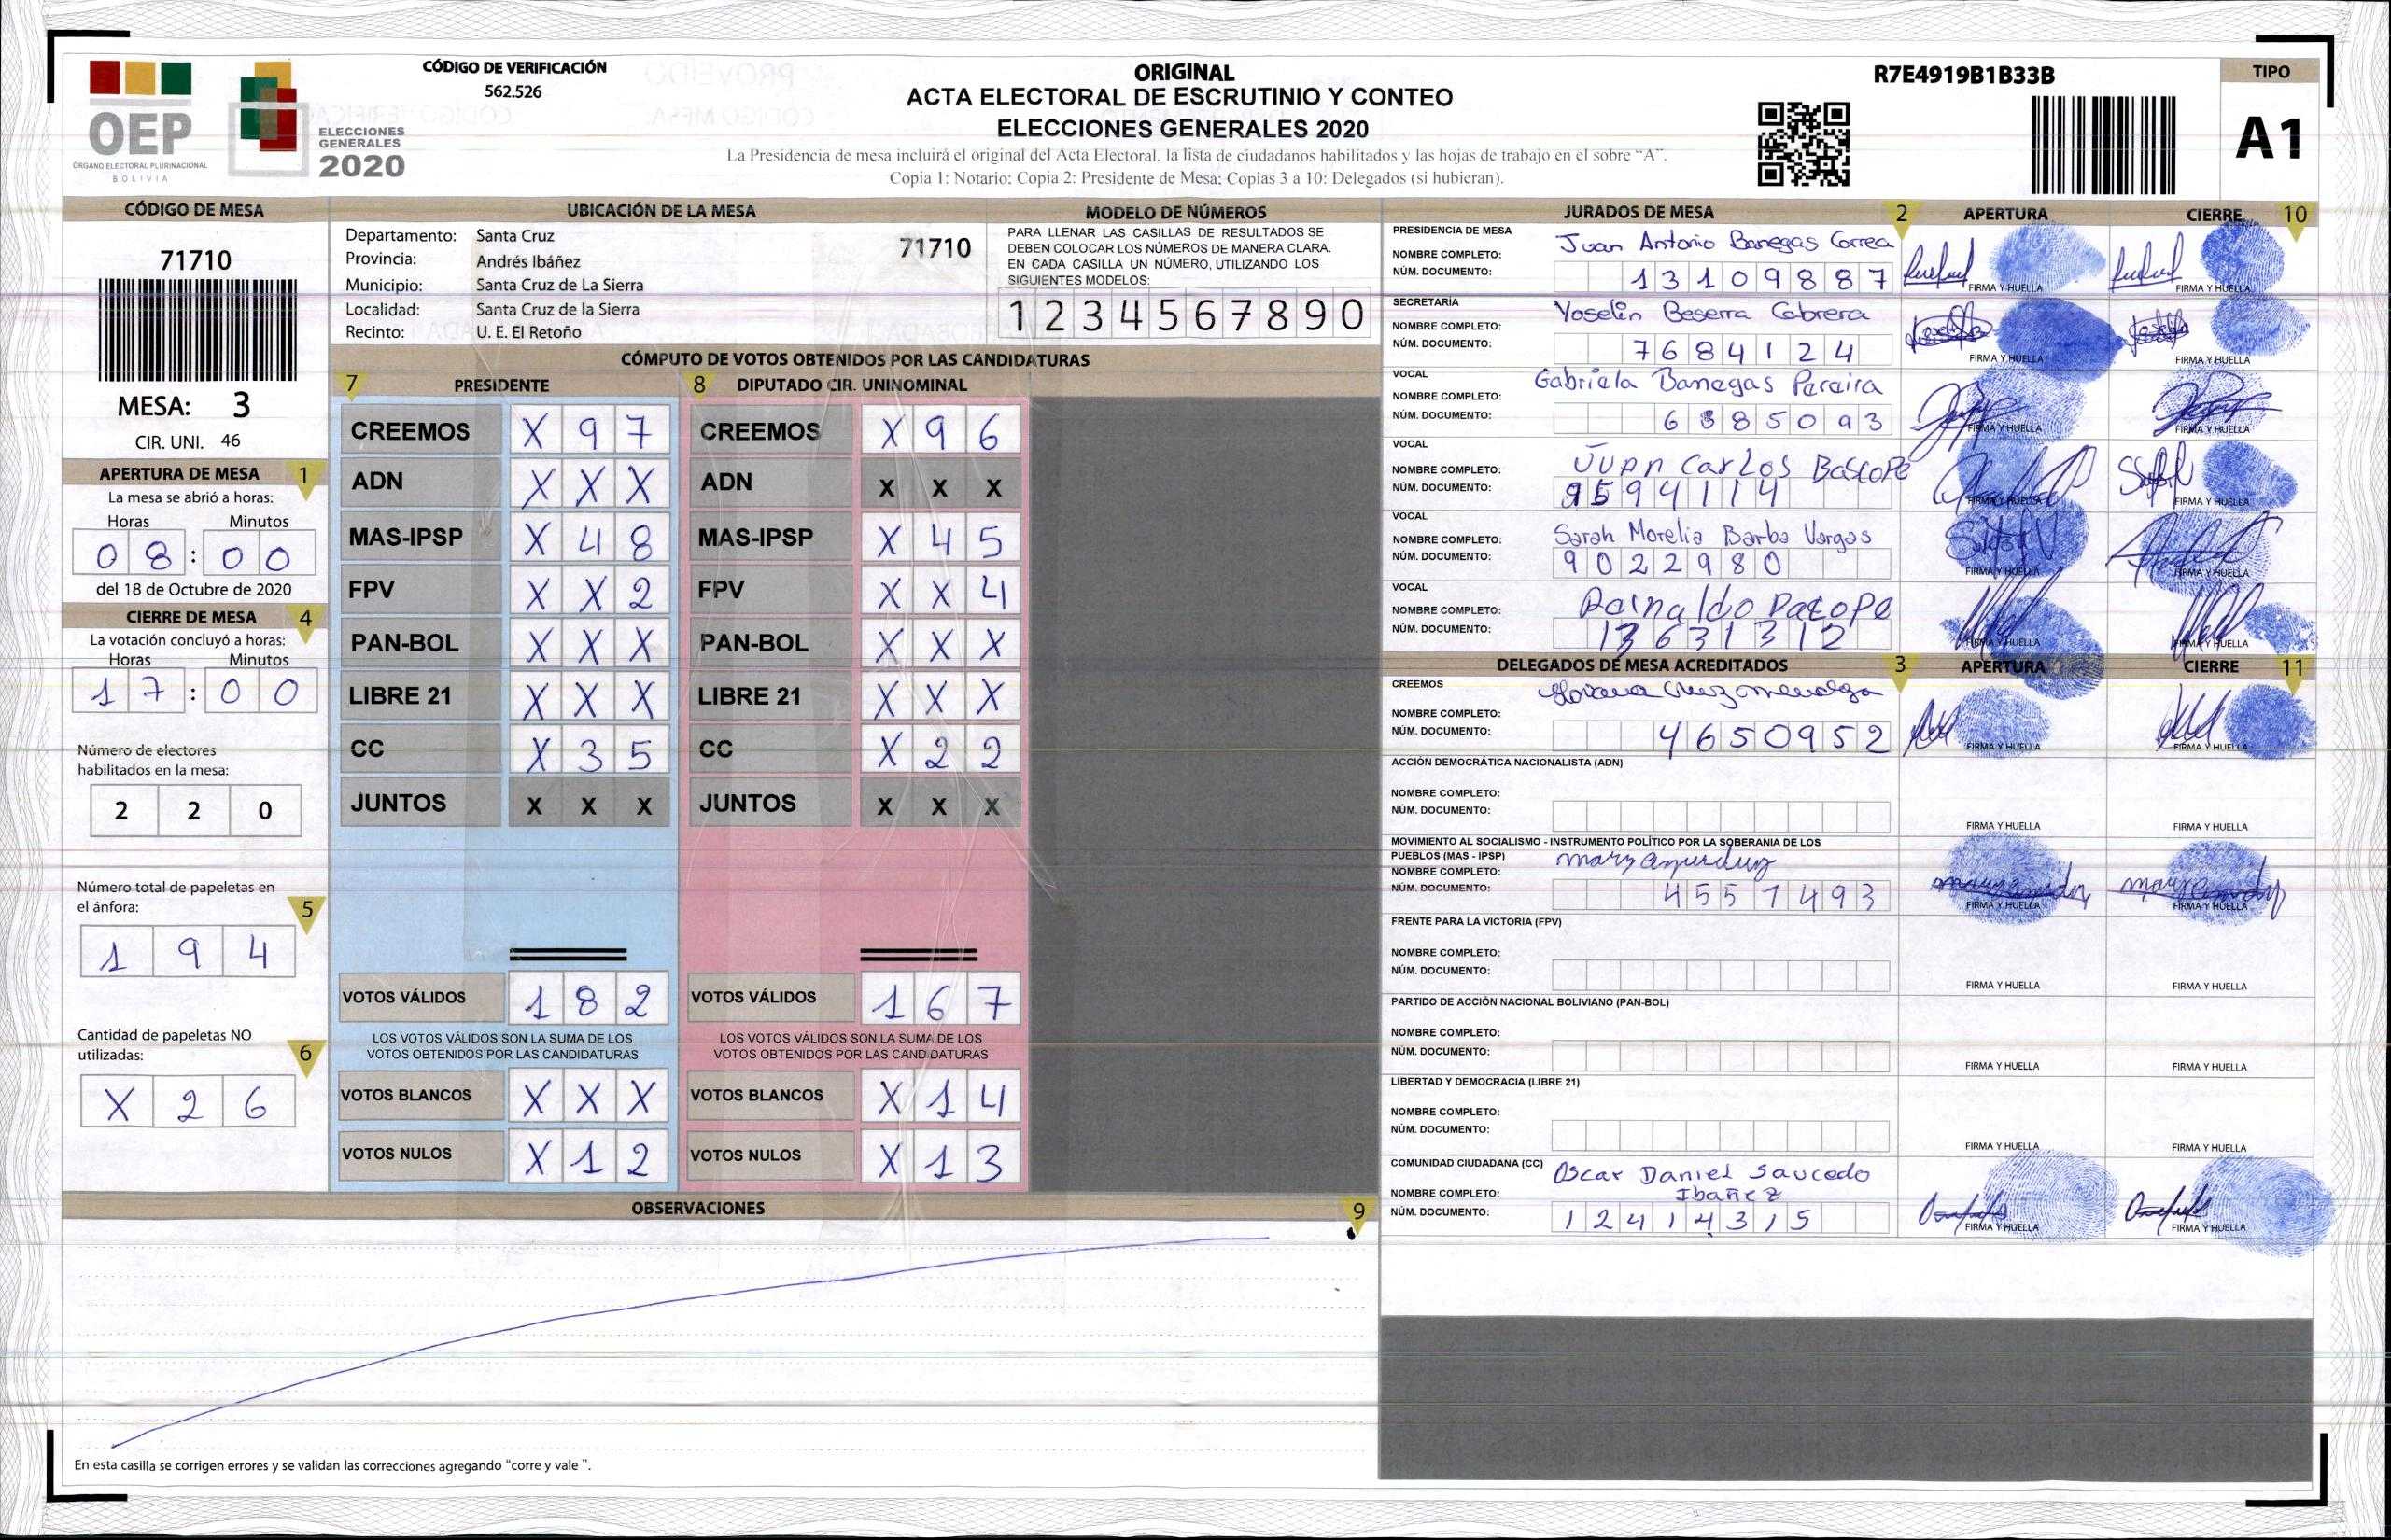 OEP
ÓRGANO ELECTORAL PLURINACIONAL
BOLIVIA
ELECCIONES
GENERALES
2020
CÓDIGO DE VERIFICACIÓN
562.526
ORIGINAL
ACTA ELECTORAL DE ESCRUTINIO Y CONTEO
ELECCIONES GENERALES 2020
La Presidencia de mesa incluirá el original del Acta Electoral, la lista de ciudadanos habilitados y las hojas de trabajo en el sobre “A”.
Copia 1: Notario; Copia 2: Presidente de Mesa; Copias 3 a 10: Delegados (si hubieran).
R7E4919B1B33B
TIPO
A1
CÓDIGO DE MESA
71710
MESA: 3
CIR. UNI. 46
APERTURA DE MESA 1
La mesa se abrió a horas:
Horas Minutos
0 8 : 0 0
del 18 de Octubre de 2020
CIERRE DE MESA 4
La votación concluyó a horas:
Horas Minutos
1 7 : 0 0
Número de electores
habilitados en la mesa:
2 2 0
Número total de papeletas en
el ánfora: 5
1 9 4
Cantidad de papeletas NO
utilizadas: 6
X 2 6
UBICACIÓN DE LA MESA
Departamento: Santa Cruz 71710
Provincia: Andrés Ibáñez
Municipio: Santa Cruz de La Sierra
Localidad: Santa Cruz de la Sierra
Recinto: U. E. El Retoño
MODELO DE NÚMEROS
PARA LLENAR LAS CASILLAS DE RESULTADOS SE
DEBEN COLOCAR LOS NÚMEROS DE MANERA CLARA.
EN CADA CASILLA UN NÚMERO, UTILIZANDO LOS
SIGUIENTES MODELOS:
1 2 3 4 5 6 7 8 9 0
CÓMPUTO DE VOTOS OBTENIDOS POR LAS CANDIDATURAS
7 PRESIDENTE 8 DIPUTADO CIR. UNINOMINAL
CREEMOS X 9 7 CREEMOS X 9 6
ADN X X X ADN X X X
MAS-IPSP X 4 8 MAS-IPSP X 4 5
FPV X X 2 FPV X X 4
PAN-BOL X X X PAN-BOL X X X
LIBRE 21 X X X LIBRE 21 X X X
CC X 3 5 CC X 2 2
JUNTOS X X X JUNTOS X X X
VOTOS VÁLIDOS 1 8 2 VOTOS VÁLIDOS 1 6 7
LOS VOTOS VÁLIDOS SON LA SUMA DE LOS LOS VOTOS VÁLIDOS SON LA SUMA DE LOS
VOTOS OBTENIDOS POR LAS CANDIDATURAS VOTOS OBTENIDOS POR LAS CANDIDATURAS
VOTOS BLANCOS X X X VOTOS BLANCOS X 1 4
VOTOS NULOS X 1 2 VOTOS NULOS X 1 3
OBSERVACIONES 9
En esta casilla se corrigen errores y se validan las correcciones agregando “corre y vale ”.
JURADOS DE MESA 2 APERTURA CIERRE 10
PRESIDENCIA DE MESA
NOMBRE COMPLETO: Juan Antonio Banegas Correa
NÚM. DOCUMENTO: 1 3 1 0 9 8 8 7
FIRMA Y HUELLA FIRMA Y HUELLA
SECRETARÍA
NOMBRE COMPLETO: Yoselin Beserra Cabrera
NÚM. DOCUMENTO: 7 6 8 4 1 2 4
FIRMA Y HUELLA FIRMA Y HUELLA
VOCAL
NOMBRE COMPLETO: Gabriela Banegas Pereira
NÚM. DOCUMENTO: 6 3 8 5 0 9 3
FIRMA Y HUELLA FIRMA Y HUELLA
VOCAL
NOMBRE COMPLETO: Juan Carlos Bascope
NÚM. DOCUMENTO: 9 5 9 4 1 1 4
FIRMA Y HUELLA FIRMA Y HUELLA
VOCAL
NOMBRE COMPLETO: Sarah Morelia Barba Vargas
NÚM. DOCUMENTO: 9 0 2 2 9 8 0
FIRMA Y HUELLA FIRMA Y HUELLA
VOCAL
NOMBRE COMPLETO:
NÚM. DOCUMENTO: 1 3 6 3 1 3 1 2
FIRMA Y HUELLA FIRMA Y HUELLA
DELEGADOS DE MESA ACREDITADOS 3 APERTURA CIERRE 11
CREEMOS
NOMBRE COMPLETO: Cruz
NÚM. DOCUMENTO: 4 6 5 0 9 5 2
FIRMA Y HUELLA FIRMA Y HUELLA
ACCIÓN DEMOCRÁTICA NACIONALISTA (ADN)
NOMBRE COMPLETO:
NÚM. DOCUMENTO:
FIRMA Y HUELLA FIRMA Y HUELLA
MOVIMIENTO AL SOCIALISMO - INSTRUMENTO POLÍTICO POR LA SOBERANIA DE LOS
PUEBLOS (MAS - IPSP)
NOMBRE COMPLETO:
NÚM. DOCUMENTO: 4 5 5 7 4 9 3
FIRMA Y HUELLA FIRMA Y HUELLA
FRENTE PARA LA VICTORIA (FPV)
NOMBRE COMPLETO:
NÚM. DOCUMENTO:
FIRMA Y HUELLA FIRMA Y HUELLA
PARTIDO DE ACCIÓN NACIONAL BOLIVIANO (PAN-BOL)
NOMBRE COMPLETO:
NÚM. DOCUMENTO:
FIRMA Y HUELLA FIRMA Y HUELLA
LIBERTAD Y DEMOCRACIA (LIBRE 21)
NOMBRE COMPLETO:
NÚM. DOCUMENTO:
FIRMA Y HUELLA FIRMA Y HUELLA
COMUNIDAD CIUDADANA (CC) Oscar Daniel Saucedo
NOMBRE COMPLETO: Ibañez
NÚM. DOCUMENTO: 1 2 4 1 4 3 1 5
FIRMA Y HUELLA FIRMA Y HUELLA